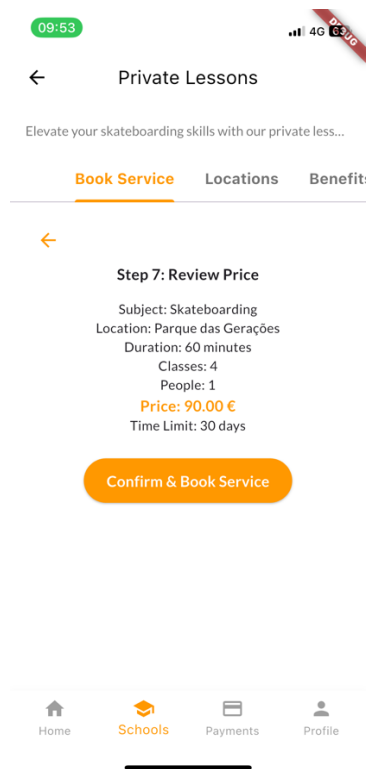 09:53
4G
DEBUG
Private Lessons
Elevate your skateboarding skills with our private less...
Book Service Locations Benefits
Step 7: Review Price
Subject: Skateboarding
Location: Parque das Gerações
Duration: 60 minutes
Classes: 4
People: 1
Price: 90.00 €
Time Limit: 30 days
Confirm & Book Service
Home Schools Payments Profile